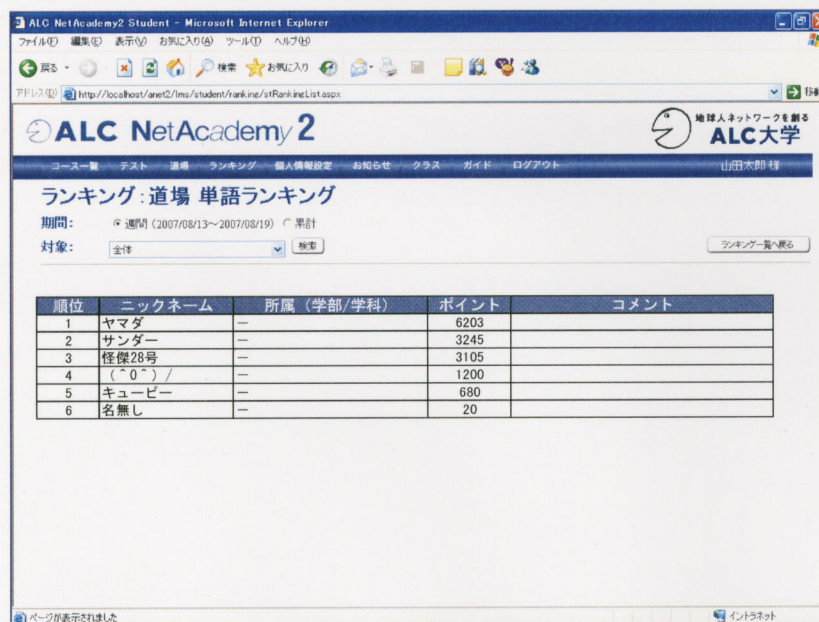 ALC NetAcademy2 Student - Microsoft Internet Explorer
ファイル(F) 編集(E) 表示(V) お気に入り(A) ツール(T) ヘルプ(H)
戻る 検索 お気に入り
アドレス(D) http://localhost/anet2/lms/student/ranking/stRankingList.aspx 移動
ALC NetAcademy 2
地球人ネットワークを創る
ALC大学
コース一覧 テスト 道場 ランキング 個人情報設定 お知らせ クラス ガイド ログアウト 山田太郎 様
ランキング:道場 単語ランキング
期間: 週間 (2007/08/13～2007/08/19) 累計
対象: 全体 検索 ランキング一覧へ戻る
順位 ニックネーム 所属 (学部/学科) ポイント コメント
1 ヤマダ — 6203
2 サンダー — 3245
3 怪傑28号 — 3105
4 (^0^)/ — 1200
5 キューピー — 680
6 名無し — 20
ページが表示されました イントラネット